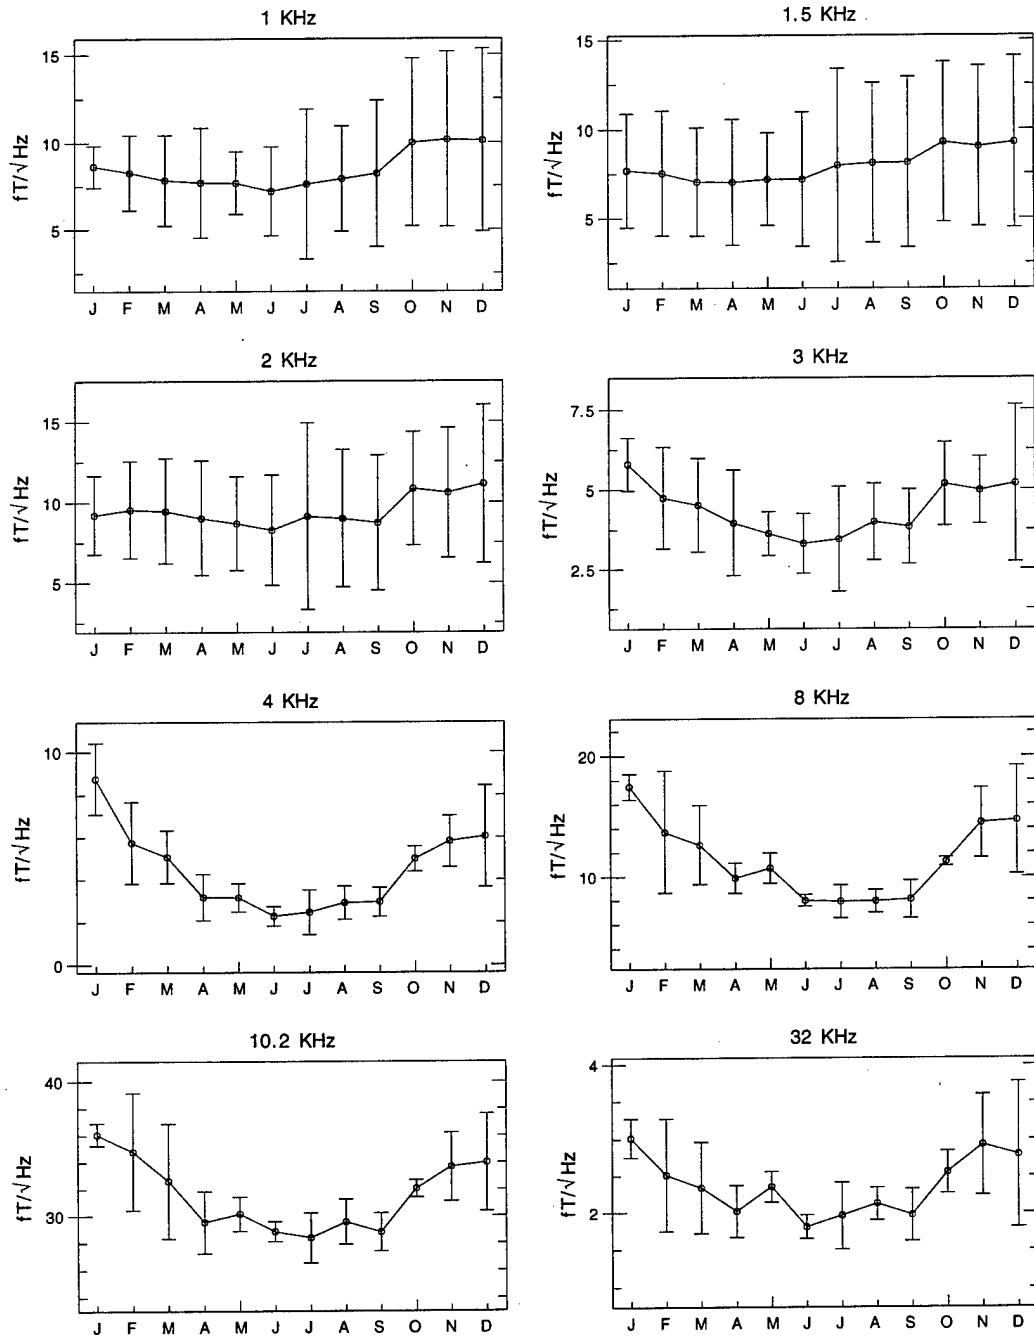 1 KHz
15
10
5
fT/√Hz
J F M A M J J A S O N D
1.5 KHz
15
10
5
fT/√Hz
J F M A M J J A S O N D
2 KHz
15
10
5
fT/√Hz
J F M A M J J A S O N D
3 KHz
7.5
5
2.5
fT/√Hz
J F M A M J J A S O N D
4 KHz
10
0
fT/√Hz
J F M A M J J A S O N D
8 KHz
20
10
fT/√Hz
J F M A M J J A S O N D
10.2 KHz
40
30
fT/√Hz
J F M A M J J A S O N D
32 KHz
4
2
fT/√Hz
J F M A M J J A S O N D